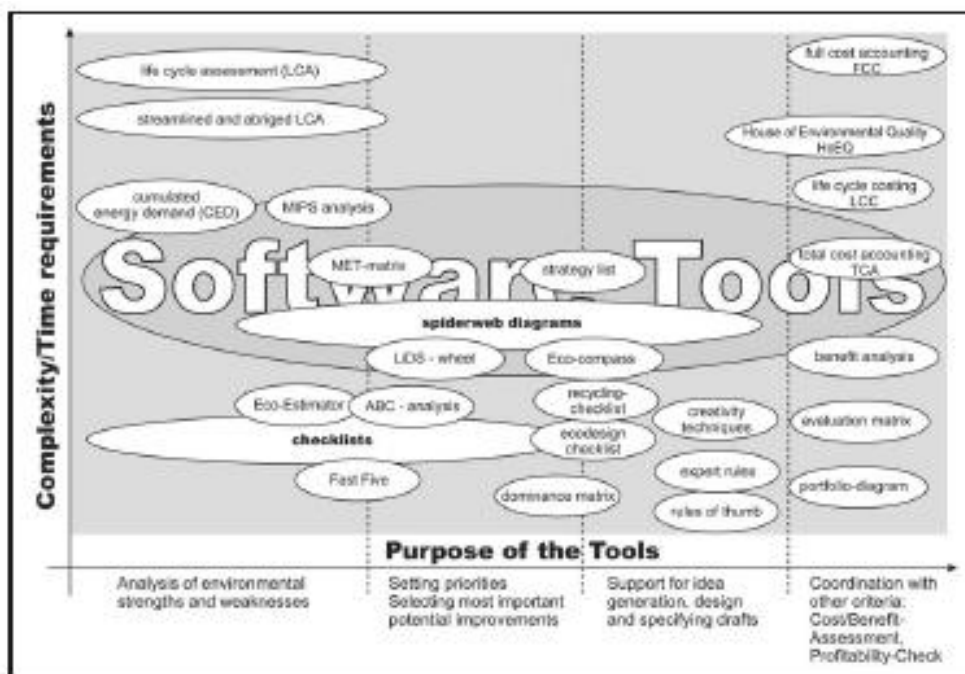 life cycle assessment (LCA)
full cost accounting
FCC
streamlined and abriged LCA
House of Environmental Quality
HoEQ
cumulated
energy demand (CED)
MIPS analysis
life cycle costing
LCC
Software Tools
MET-matrix
strategy list
total cost accounting
TCA
spiderweb diagrams
LiDS - wheel
Eco-compass
benefit analysis
Eco-Estimator
ABC - analysis
recycling-
checklist
creativity
techniques
evaluation matrix
checklists
ecodesign
checklist
Fast Five
expert rules
dominance matrix
portfolio-diagram
rules of thumb
Complexity/Time requirements
Purpose of the Tools
Analysis of environmental
strengths and weaknesses
Setting priorities
Selecting most important
potential improvements
Support for idea
generation, design
and specifying drafts
Coordination with
other criteria:
Cost/Benefit-
Assessment,
Profitability-Check